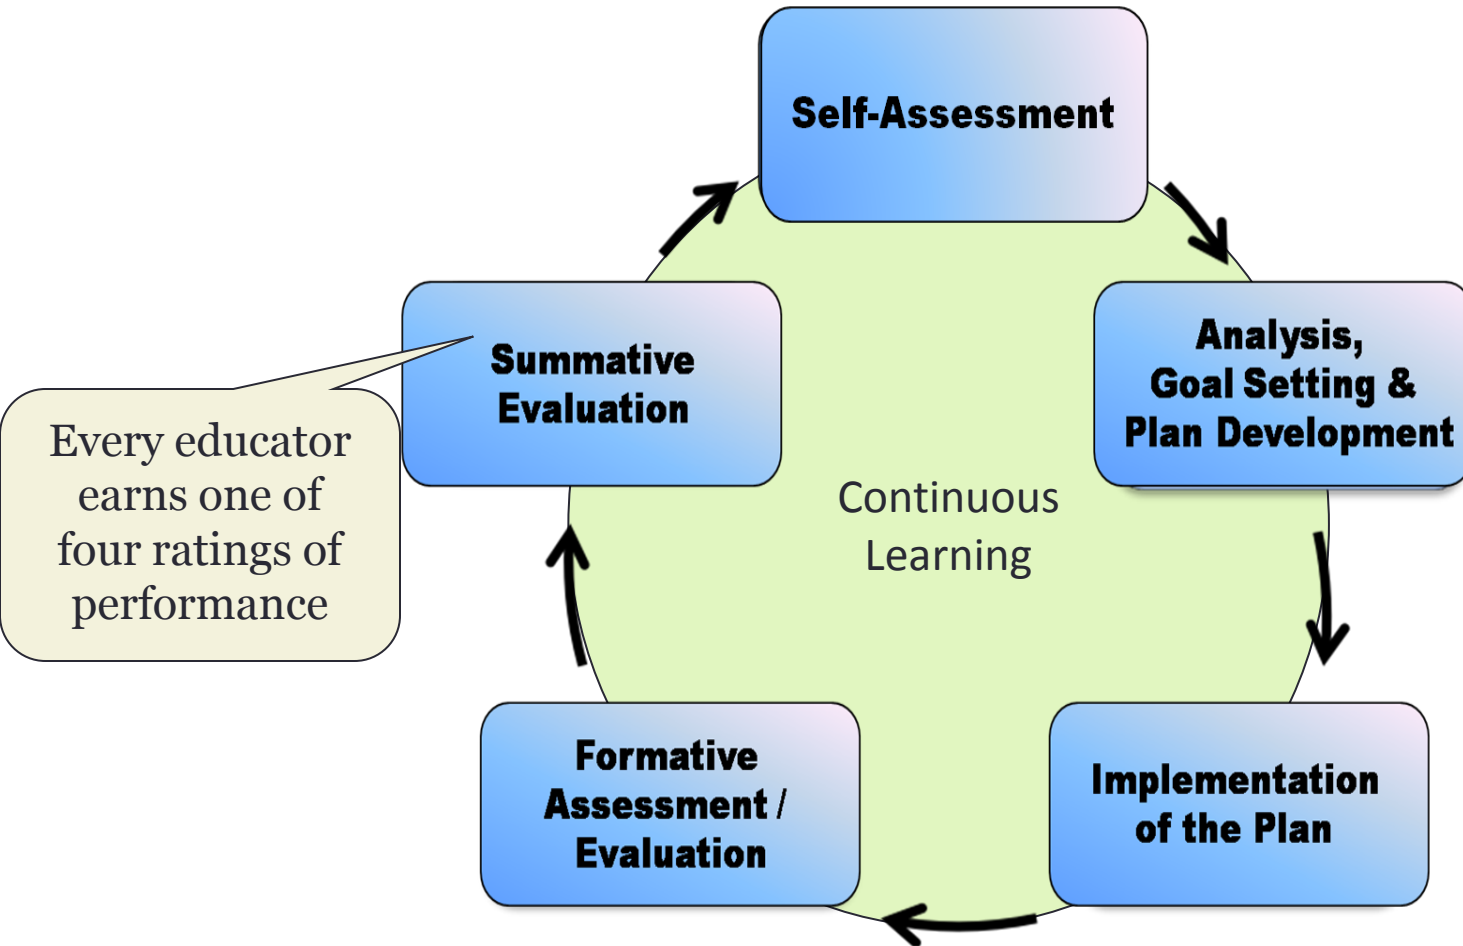 Self-Assessment
Analysis,
Goal Setting &
Plan Development
Implementation
of the Plan
Formative
Assessment /
Evaluation
Summative
Evaluation
Every educator
earns one of
four ratings of
performance
Continuous
Learning